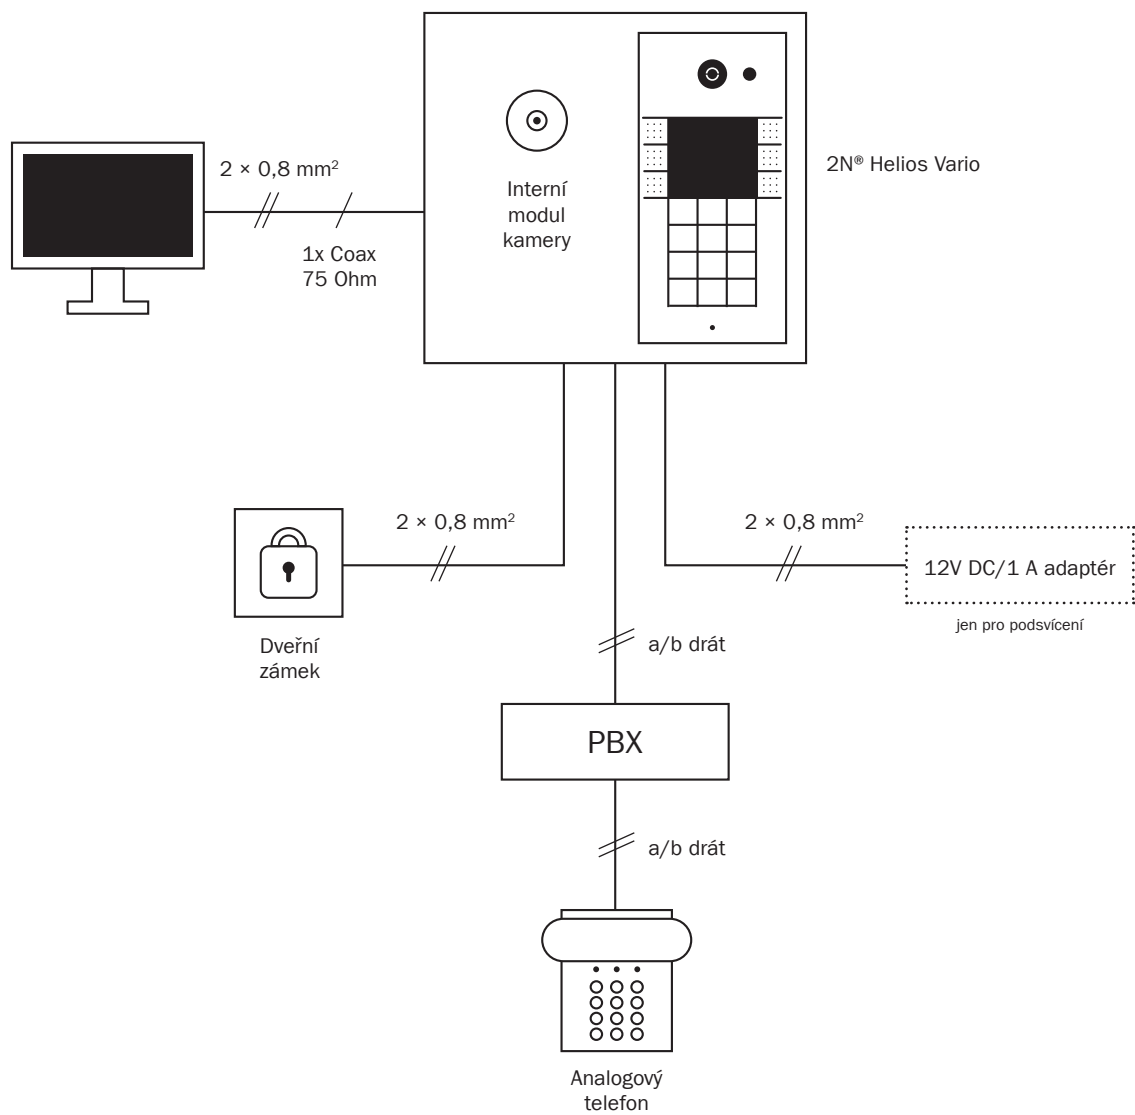 2 × 0,8 mm²
1x Coax
75 Ohm
Interní
modul
kamery
2N® Helios Vario
2 × 0,8 mm²
2 × 0,8 mm²
12V DC/1 A adaptér
jen pro podsvícení
Dveřní
zámek
a/b drát
PBX
a/b drát
Analogový
telefon